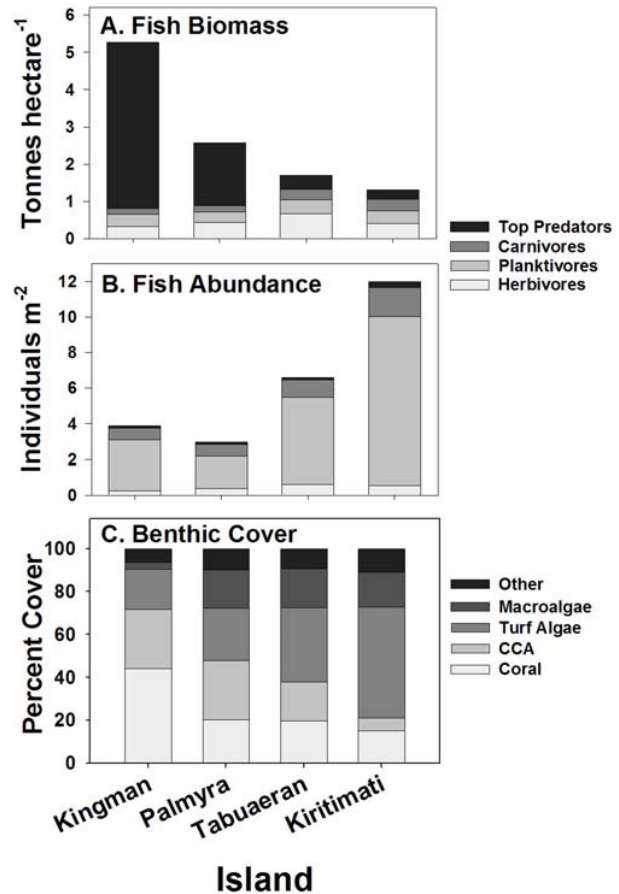 A. Fish Biomass
6
5
4
3
2
1
0
Tonnes hectare⁻¹
Top Predators
Carnivores
Planktivores
Herbivores
B. Fish Abundance
12
10
8
6
4
2
0
Individuals m⁻²
C. Benthic Cover
100
80
60
40
20
0
Percent Cover
Other
Macroalgae
Turf Algae
CCA
Coral
Kingman
Palmyra
Tabuaeran
Kiritimati
Island